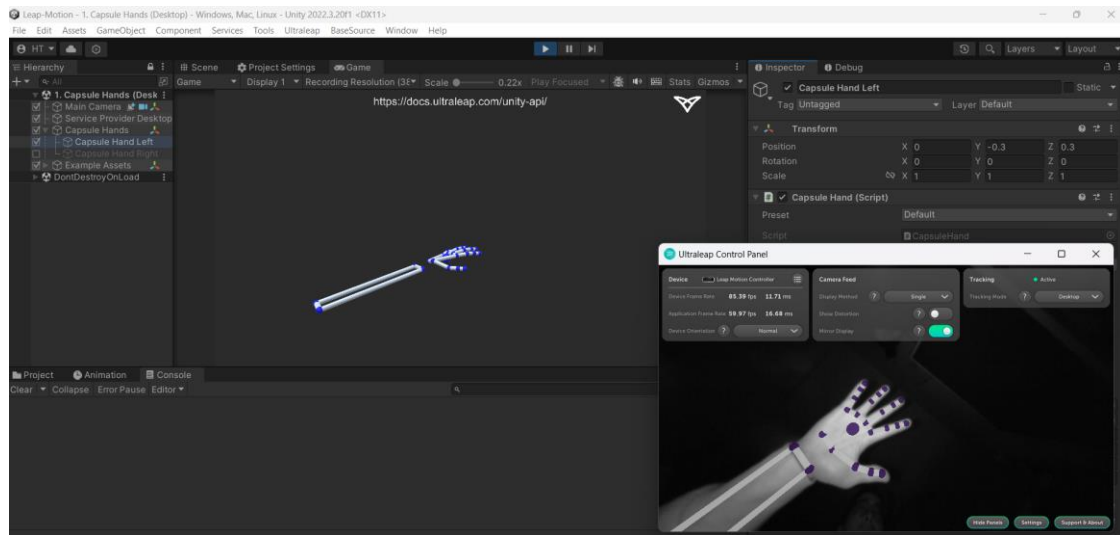 Leap-Motion - 1. Capsule Hands (Desktop) - Windows, Mac, Linux - Unity 2022.3.20f1 <DX11>
File Edit Assets GameObject Component Services Tools Ultraleap BaseSource Window Help
HT Layers Layout
Hierarchy Scene Project Settings Game Inspector Debug
All Game Display 1 Recording Resolution (38 Scale 0.22x Play Focused Stats Gizmos
1. Capsule Hands (Desk
Main Camera
Service Provider Desktop
Capsule Hands
Capsule Hand Left
Capsule Hand Right
Example Assets
DontDestroyOnLoad
https://docs.ultraleap.com/unity-api/
Capsule Hand Left Static
Tag Untagged Layer Default
Transform
Position X 0 Y -0.3 Z 0.3
Rotation X 0 Y 0 Z 0
Scale X 1 Y 1 Z 1
Capsule Hand (Script)
Preset Default
Script CapsuleHand
Project Animation Console
Clear Collapse Error Pause Editor
Ultraleap Control Panel
Device Leap Motion Controller
Device Frame Rate 85.39 fps 11.71 ms
Application Frame Rate 59.97 fps 16.68 ms
Device Orientation ? Normal
Camera Feed
Display Method ? Single
Show Distortion ?
Mirror Display ?
Tracking Active
Tracking Mode ? Desktop
Hide Panels Settings Support & About